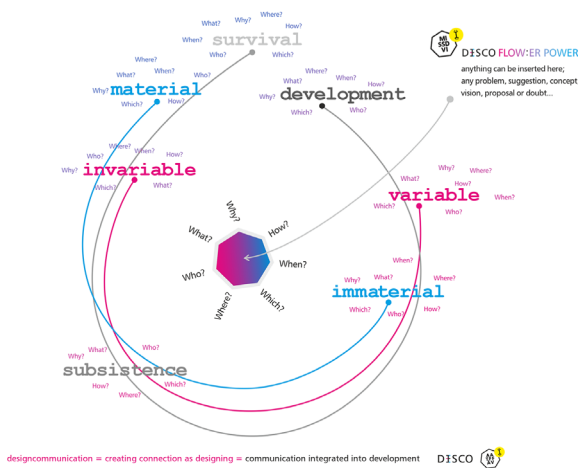 What?
Where?
How?
When?
survival
Who?
Which?
MI
SSD
VI
DISCO FLOW:ER POWER
anything can be inserted here;
any problem, suggestion, concept
vision, proposal or doubt...
Where?
What?
When?
Who?
Why?
material
Which?
How?
Where?
What?
When?
How?
Why?
development
Which?
Who?
Where?
Who?
When?
How?
Why?
invariable
Which?
What?
Why?
Where?
What?
How?
variable
When?
Which?
Who?
Why?
How?
What?
When?
Who?
Where?
Which?
When?
Why?
What?
Where?
immaterial
Which?
Who?
How?
Who?
What?
Why?
subsistence
How?
Which?
Where?
designcommunication = creating connection as designing = communication integrated into development
DISCO